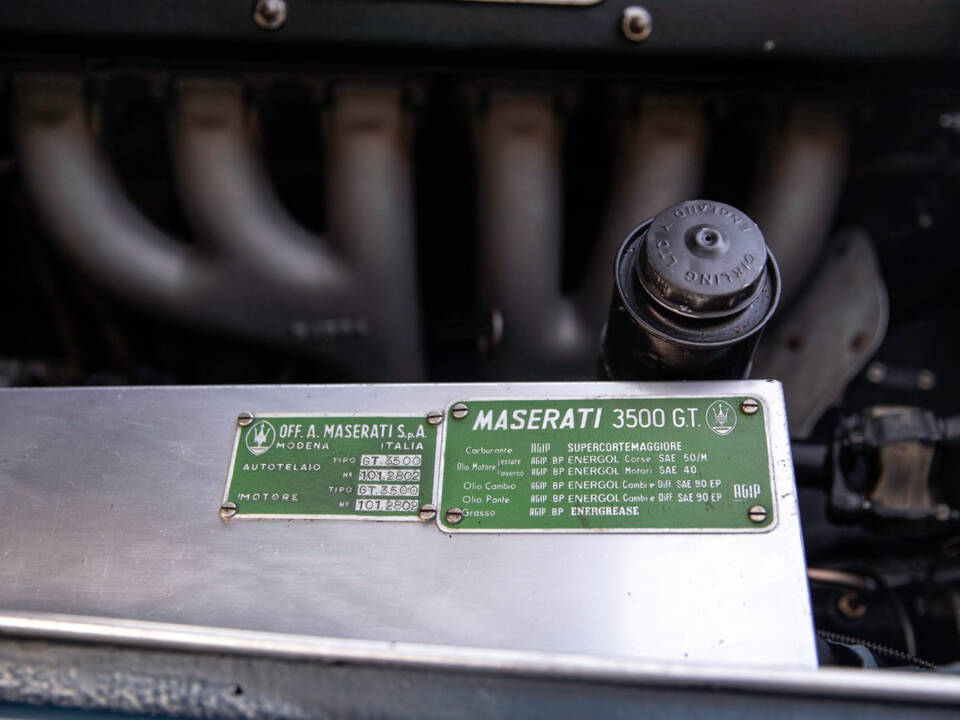 GIRLING LTD
ENGLAND
OFF. A. MASERATI S.p.A.
MODENA ITALIA
AUTOTELAIO
TIPO GT.3500
No 101.2802
MOTORE
TIPO GT.3500
No 101.2802
MASERATI 3500 G.T.
Carburante AGIP SUPERCORTEMAGGIORE
Olio Motore estate AGIP BP ENERGOL Corse SAE 50/M
inverno AGIP BP ENERGOL Motori SAE 40
Olio Cambio AGIP BP ENERGOL Cambi e Diff SAE 90 EP
Olio Ponte AGIP BP ENERGOL Cambi e Diff SAE 90 EP
AGIP
Grasso AGIP BP ENERGREASE